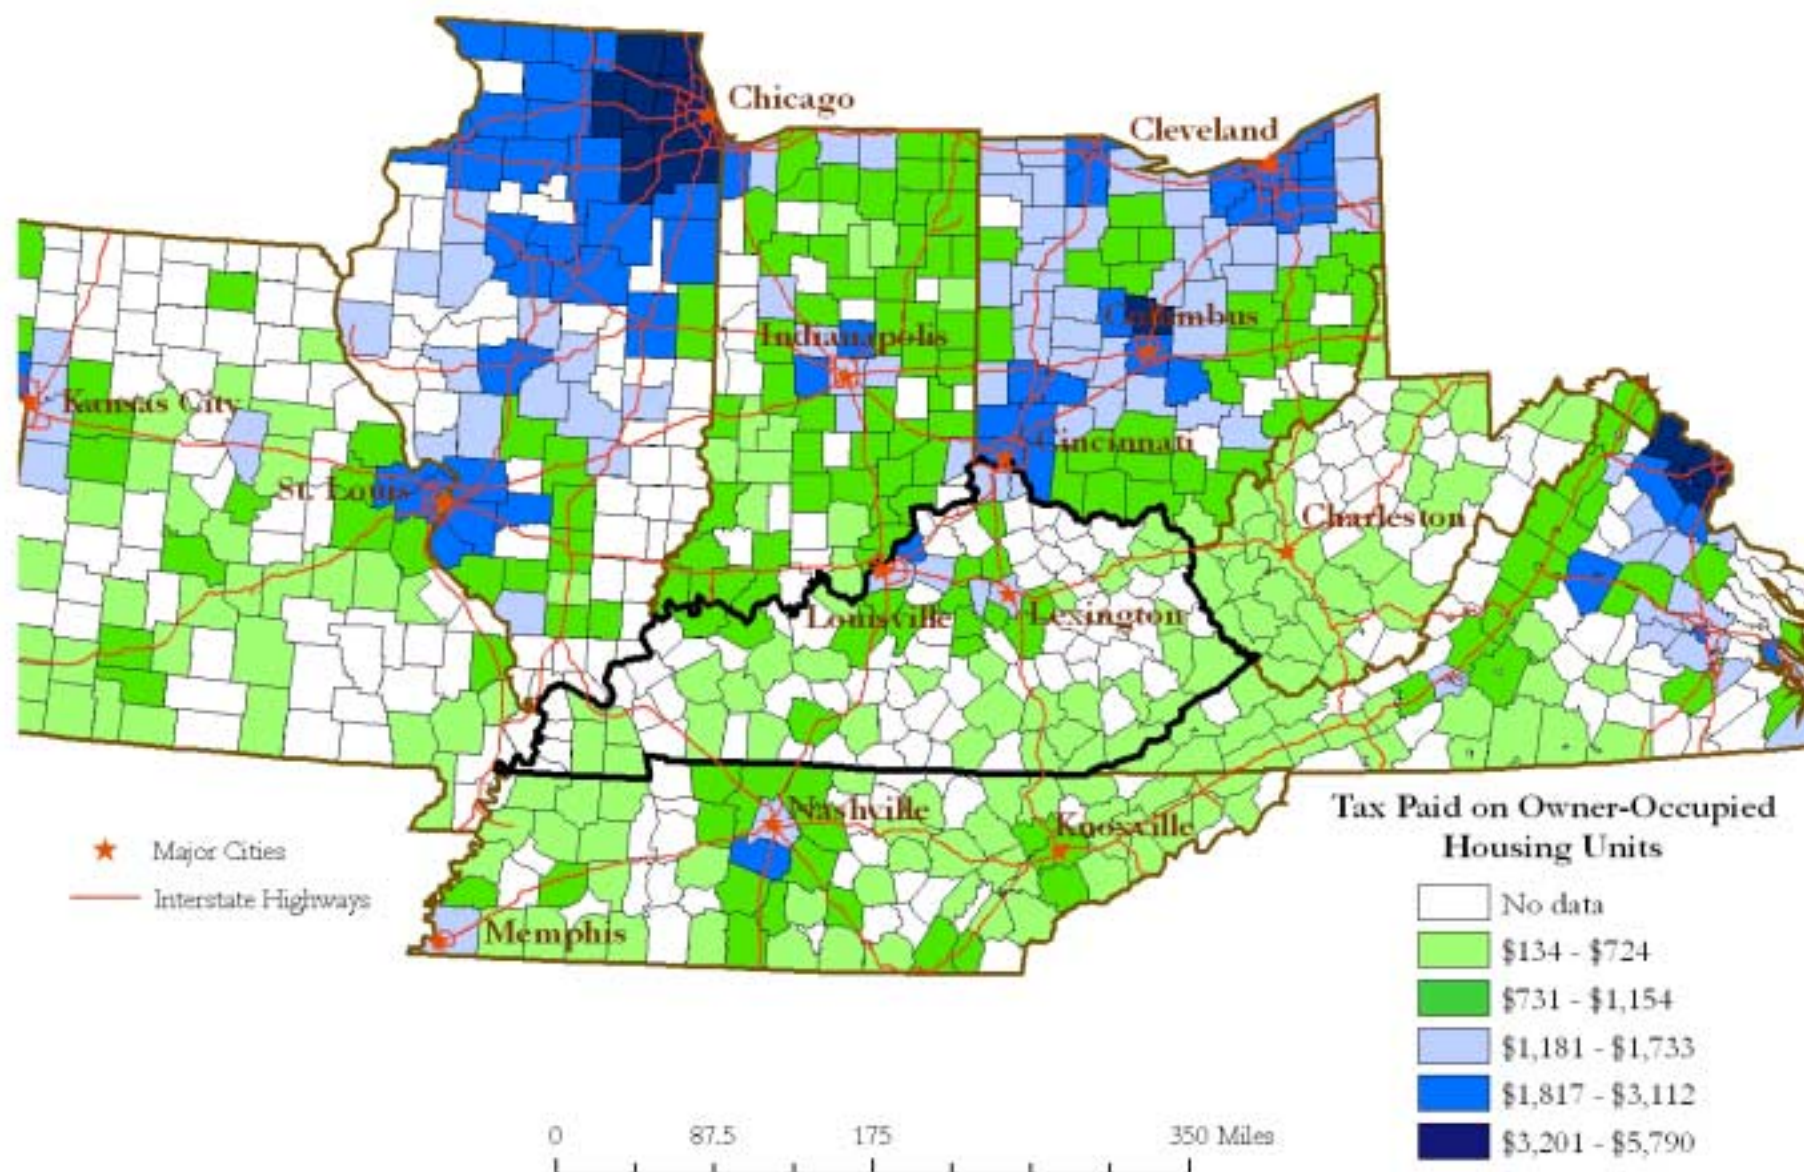 Chicago
Cleveland
Columbus
Indianapolis
Kansas City
Cincinnati
St. Louis
Charleston
Louisville
Lexington
Nashville
Knoxville
Memphis
Major Cities
Interstate Highways
Tax Paid on Owner-Occupied
Housing Units
No data
$134 - $724
$731 - $1,154
$1,181 - $1,733
$1,817 - $3,112
$3,201 - $5,790
0 87.5 175 350 Miles